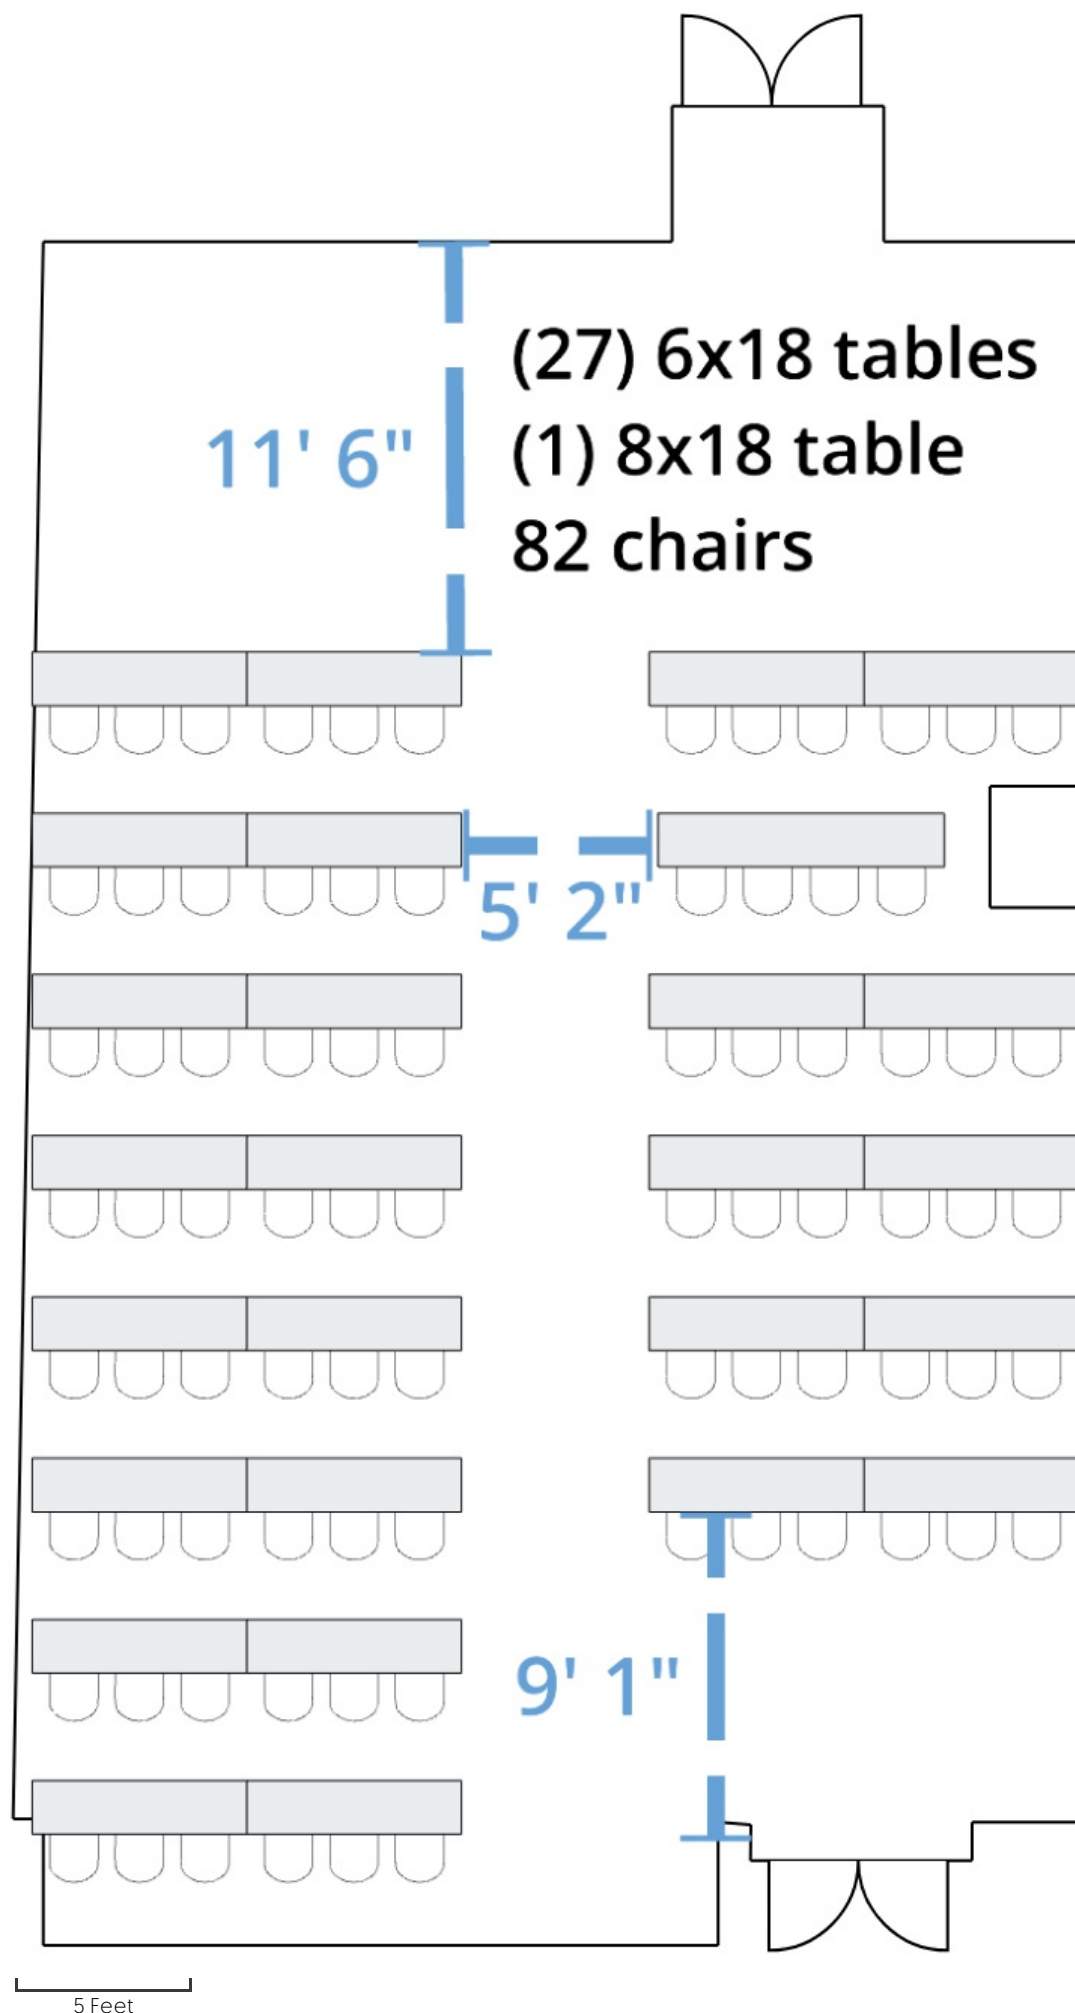 (27) 6x18 tables
11' 6"
(1) 8x18 table
82 chairs
5' 2"
9' 1"
5 Feet